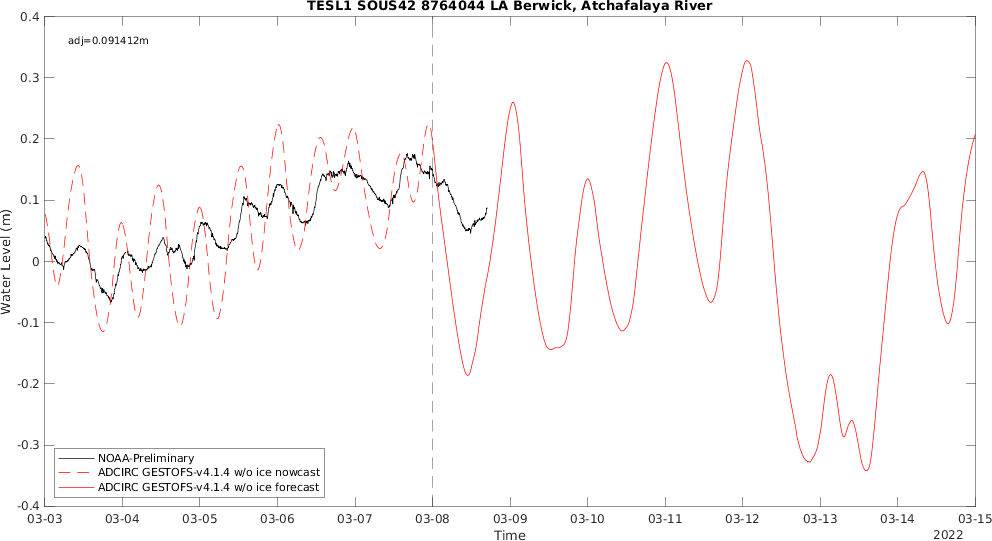 TESL1 SOUS42 8764044 LA Berwick, Atchafalaya River
adj=0.091412m
0.4
0.3
0.2
0.1
0
-0.1
-0.2
-0.3
-0.4
Water Level (m)
NOAA-Preliminary
ADCIRC GESTOFS-v4.1.4 w/o ice nowcast
ADCIRC GESTOFS-v4.1.4 w/o ice forecast
03-03 03-04 03-05 03-06 03-07 03-08 03-09 03-10 03-11 03-12 03-13 03-14 03-15
Time
2022